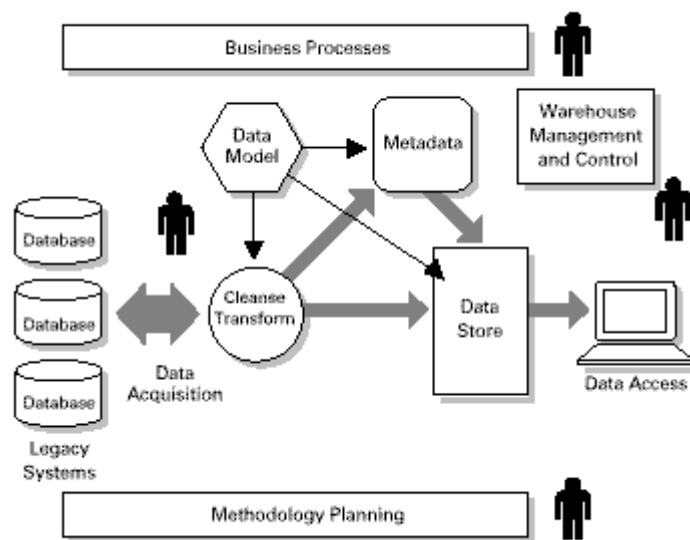 Business Processes
Data
Model
Metadata
Warehouse
Management
and Control
Database
Database
Database
Cleanse
Transform
Data
Store
Data
Acquisition
Data Access
Legacy
Systems
Methodology Planning